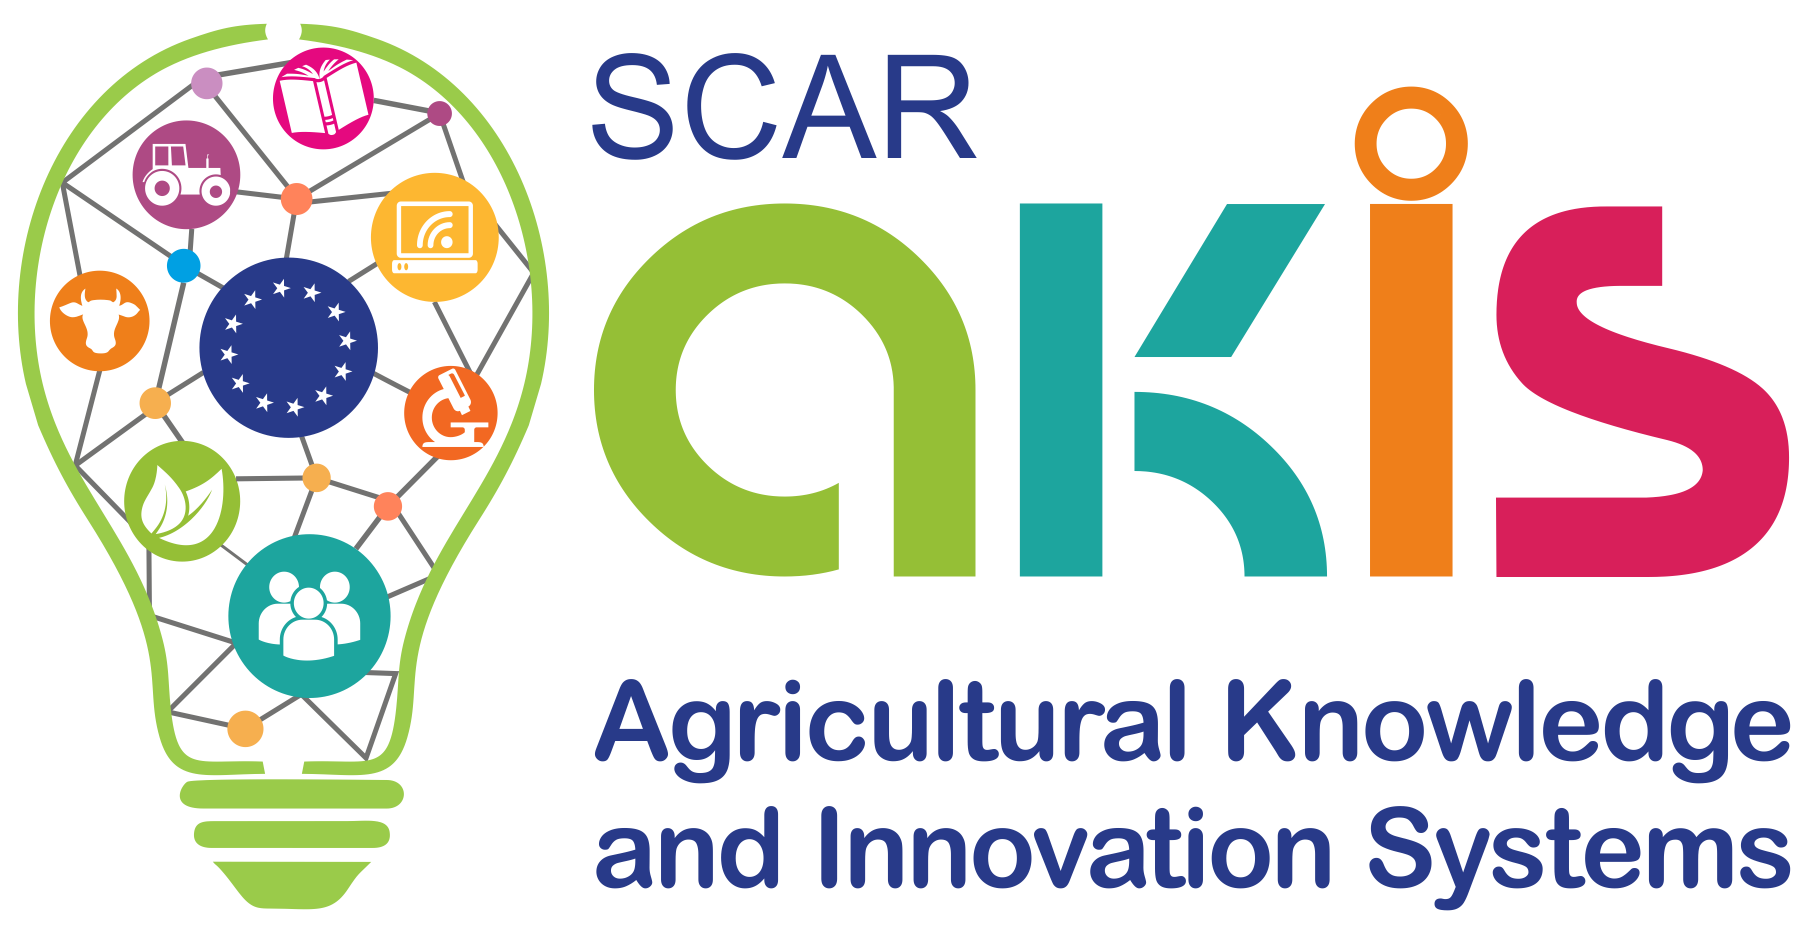 SCAR
aKis
Agricultural Knowledge
and Innovation Systems